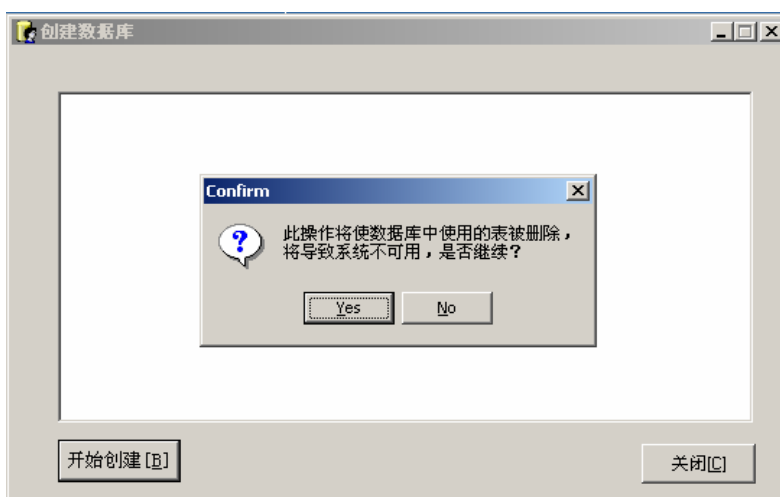 创建数据库
Confirm
此操作将使数据库中使用的表被删除，
将导致系统不可用，是否继续？
Yes
No
开始创建[B]
关闭[C]